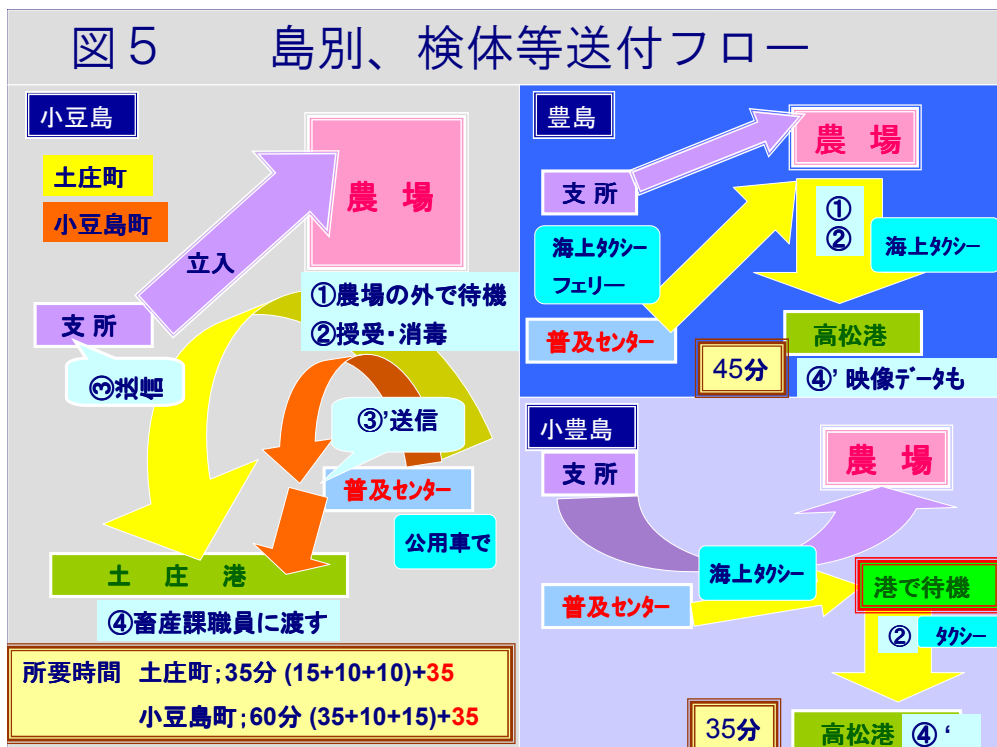 図５　　島別、検体等送付フロー
小豆島
土庄町
小豆島町
農　場
立入
支 所
③送信
①農場の外で待機
②授受・消毒
③’送信
普及センター
公用車で
土　庄　港
④畜産課職員に渡す
所要時間　土庄町；35分 (15+10+10)+35
小豆島町；60分 (35+10+15)+35
豊島
農　場
支 所
海上タクシー
フェリー
普及センター
①
②
海上タクシー
高松港
45分
④’ 映像データも
小豊島
支 所
農　場
海上タクシー
普及センター
港で待機
②
タクシー
35分
高松港
④‘